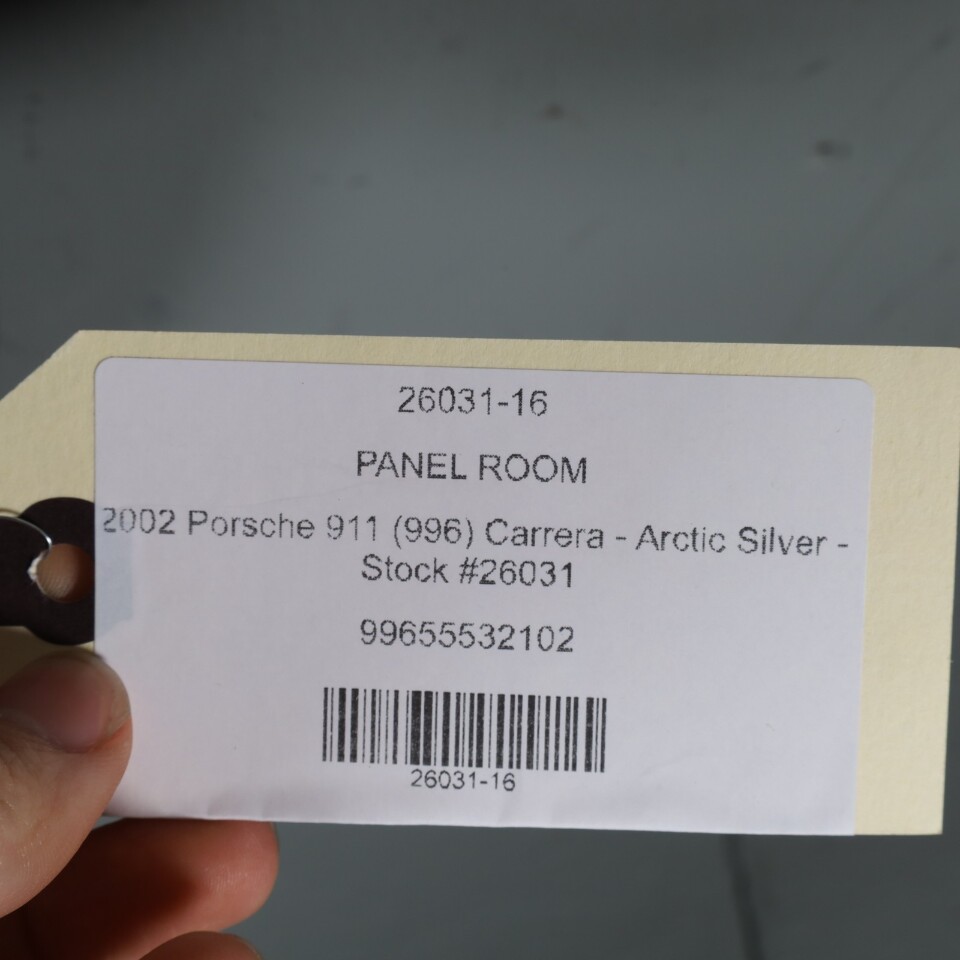 26031-16
PANEL ROOM
2002 Porsche 911 (996) Carrera - Arctic Silver -
Stock #26031
99655532102
26031-16